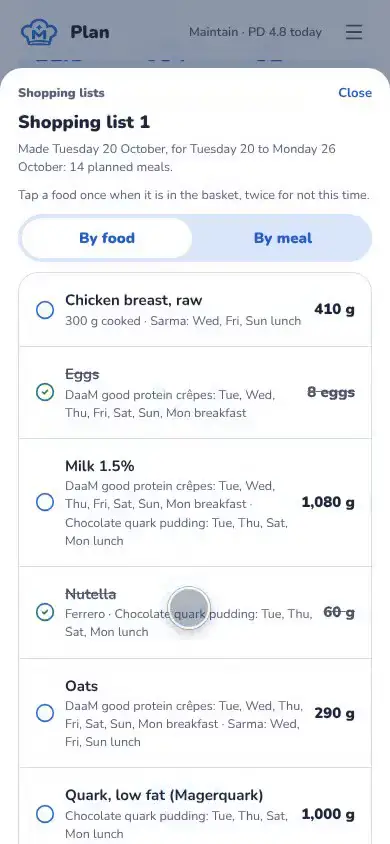 Plan
Maintain · PD 4.8 today
Shopping lists
Close
Shopping list 1
Made Tuesday 20 October, for Tuesday 20 to Monday 26
October: 14 planned meals.
Tap a food once when it is in the basket, twice for not this time.
By food
By meal
Chicken breast, raw
300 g cooked · Sarma: Wed, Fri, Sun lunch
410 g
Eggs
DaaM good protein crêpes: Tue, Wed,
Thu, Fri, Sat, Sun, Mon breakfast
8 eggs
Milk 1.5%
DaaM good protein crêpes: Tue, Wed,
Thu, Fri, Sat, Sun, Mon breakfast ·
Chocolate quark pudding: Tue, Thu, Sat,
Mon lunch
1,080 g
Nutella
Ferrero · Chocolate quark pudding: Tue, Thu,
Sat, Mon lunch
60 g
Oats
DaaM good protein crêpes: Tue, Wed, Thu,
Fri, Sat, Sun, Mon breakfast · Sarma: Wed,
Fri, Sun lunch
290 g
Quark, low fat (Magerquark)
Chocolate quark pudding: Tue, Thu, Sat,
Mon lunch
1,000 g